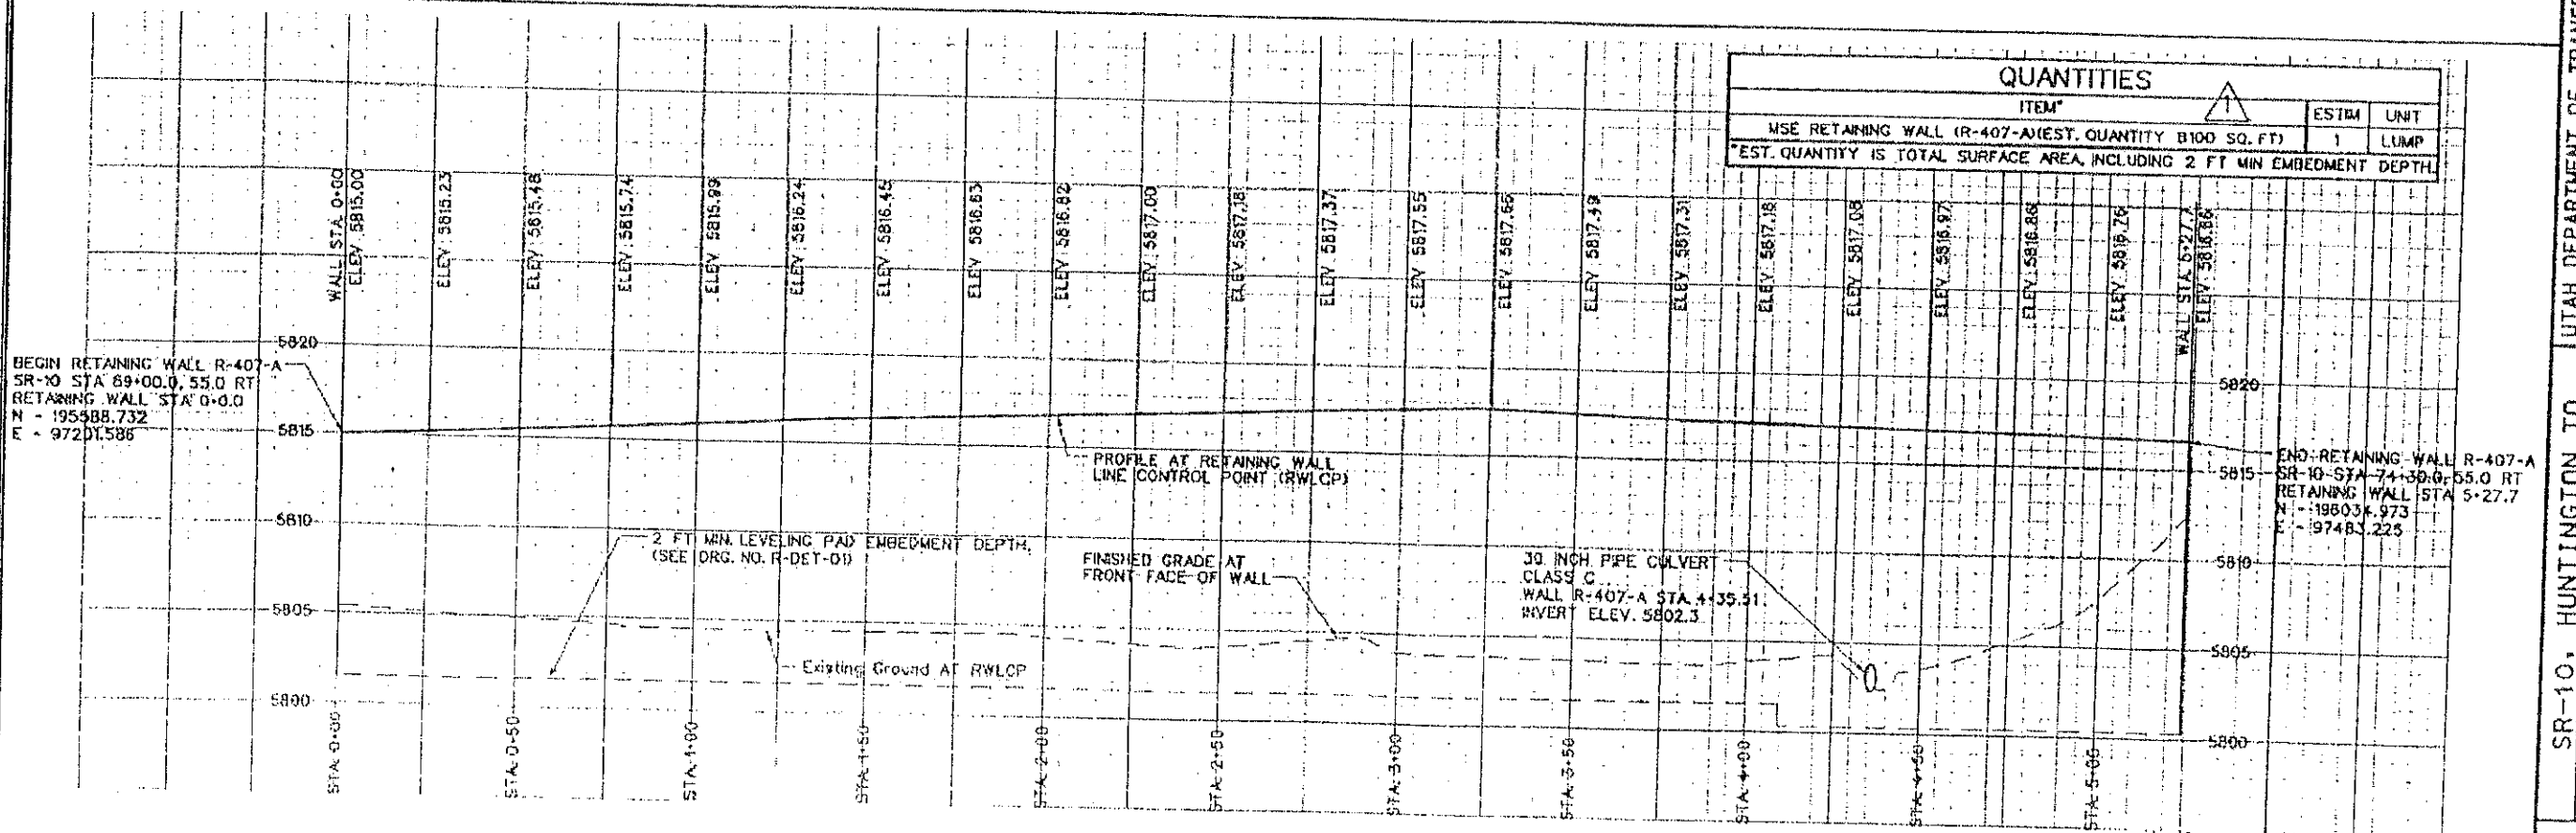 QUANTITIES
1
ITEM* ESTIM UNIT
MSE RETAINING WALL (R-407-A)(EST. QUANTITY 8100 SQ. FT) 1 LUMP
*EST. QUANTITY IS TOTAL SURFACE AREA, INCLUDING 2 FT MIN EMBEDMENT DEPTH.
WALL STA 0+00
ELEV 5815.00
ELEV 5815.23
ELEV 5815.48
ELEV 5815.74
ELEV 5815.99
ELEV 5816.24
ELEV 5816.45
ELEV 5816.63
ELEV 5816.82
ELEV 5817.00
ELEV 5817.18
ELEV 5817.37
ELEV 5817.55
ELEV 5817.65
ELEV 5817.49
ELEV 5817.31
ELEV 5817.18
ELEV 5817.08
ELEV 5816.97
ELEV 5816.86
ELEV 5816.76
WALL STA 5+27.7
ELEV 5816.66
5820
5815
5810
5805
5800
BEGIN RETAINING WALL R-407-A
SR-10 STA 69+00.0, 55.0 RT
RETAINING WALL STA 0+0.0
N - 195588.732
E - 97201.586
PROFILE AT RETAINING WALL
LINE CONTROL POINT (RWLCP)
2 FT MIN. LEVELING PAD EMBEDMENT DEPTH.
(SEE DRG. NO. R-DET-01)
Existing Ground AT RWLCP
FINISHED GRADE AT
FRONT FACE OF WALL
30 INCH PIPE CULVERT
CLASS C
WALL R-407-A STA. 4+35.51
INVERT ELEV. 5802.3
5820
5815
5810
5805
5800
END RETAINING WALL R-407-A
SR-10 STA 74+30.0, 55.0 RT
RETAINING WALL STA 5+27.7
N - 196034.973
E - 97483.225
STA 0+00
STA 0+50
STA 1+00
STA 1+50
STA 2+00
STA 2+50
STA 3+00
STA 3+50
STA 4+00
STA 4+50
STA 5+00
UTAH DEPARTMENT OF
SR-10, HUNTINGTON TO